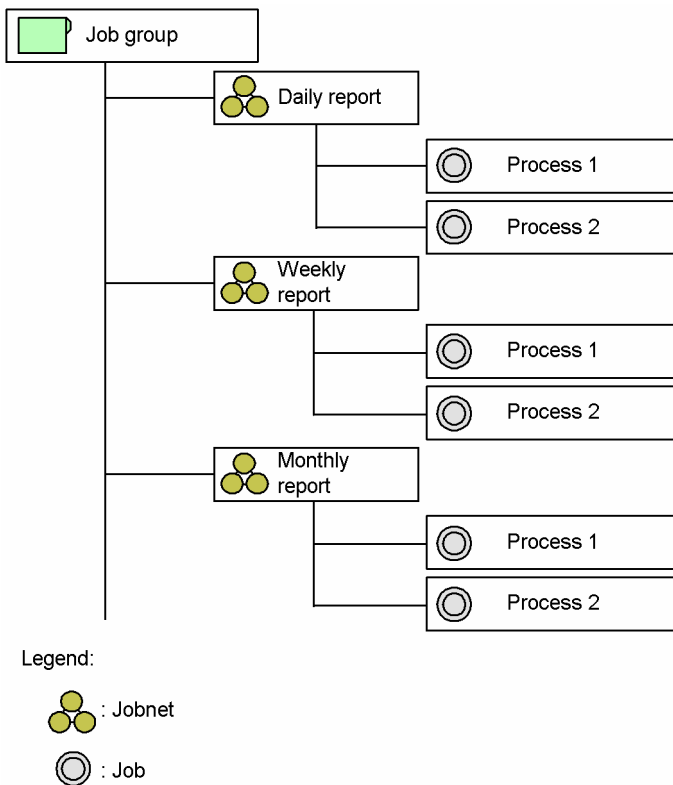 Job group
Daily report
Process 1
Process 2
Weekly
report
Process 1
Process 2
Monthly
report
Process 1
Process 2
Legend:
: Jobnet
: Job